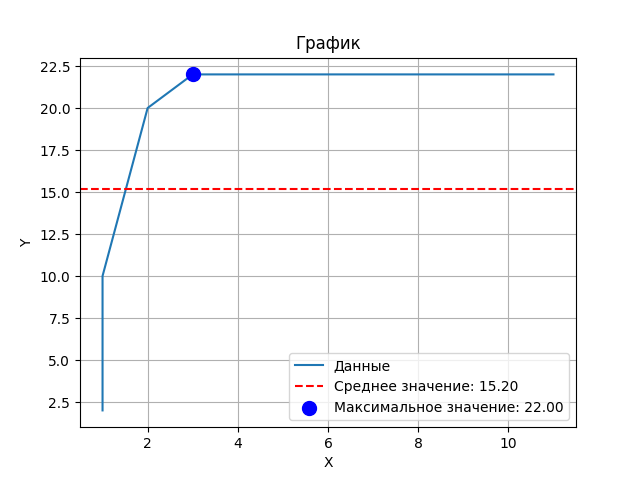 График
22.5
20.0
17.5
15.0
12.5
10.0
7.5
5.0
2.5
Y
Данные
Среднее значение: 15.20
Максимальное значение: 22.00
2 4 6 8 10
X